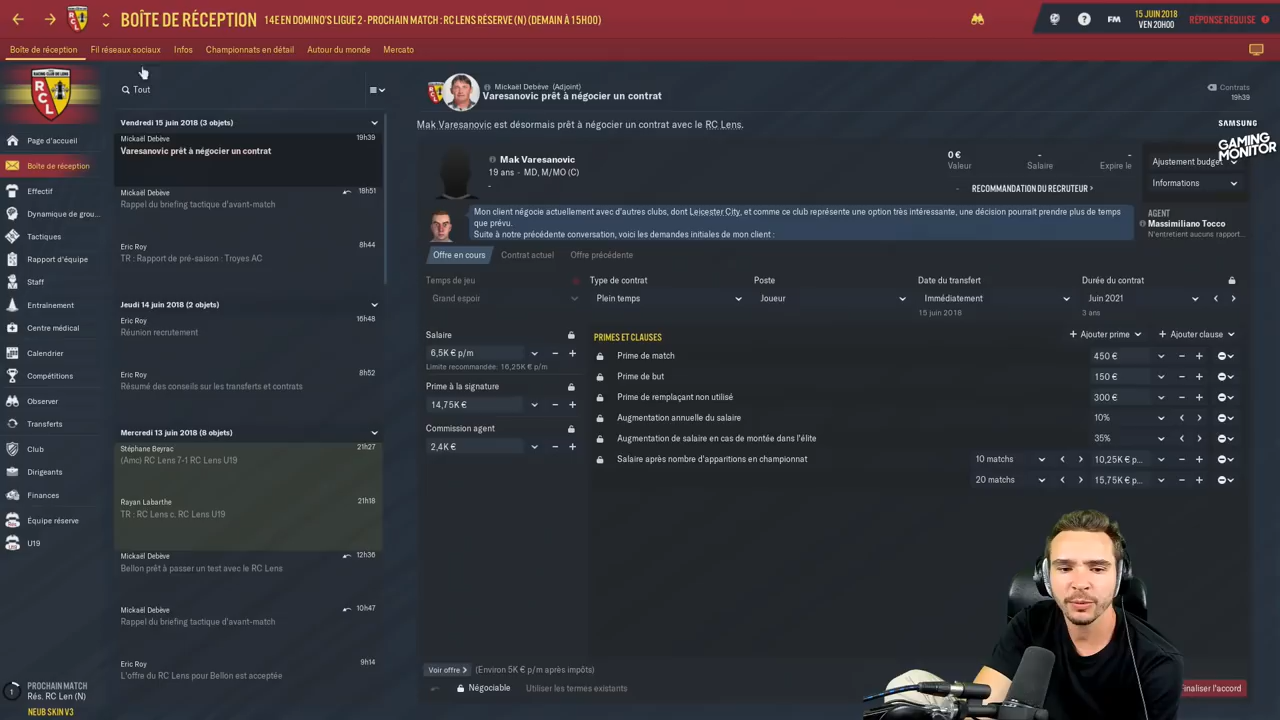 BOÎTE DE RÉCEPTION
14E EN DOMINO'S LIGUE 2 - PROCHAIN MATCH : RC LENS RÉSERVE (N) (DEMAIN À 15H00)
FM
15 JUIN 2018
VEN 20H00
RÉPONSE REQUISE
Boîte de réception
Fil réseaux sociaux
Infos
Championnats en détail
Autour du monde
Mercato
RACING CLUB DE LENS
RCL
Page d'accueil
Boîte de réception
Effectif
Dynamique de grou...
Tactiques
Rapport d'équipe
Staff
Entraînement
Centre médical
Calendrier
Compétitions
Observer
Transferts
Club
Dirigeants
Finances
Équipe réserve
U19
1
PROCHAIN MATCH
Rés. RC Len (N)
NEUB SKIN V3
Tout
Vendredi 15 juin 2018 (3 objets)
Mickaël Debève 19h39
Varesanovic prêt à négocier un contrat
Mickaël Debève 18h51
Rappel du briefing tactique d'avant-match
Eric Roy 8h44
TR : Rapport de pré-saison : Troyes AC
Jeudi 14 juin 2018 (2 objets)
Eric Roy 16h48
Réunion recrutement
Eric Roy 8h52
Résumé des conseils sur les transferts et contrats
Mercredi 13 juin 2018 (8 objets)
Stéphane Beyrac 21h27
(Amc) RC Lens 7-1 RC Lens U19
Rayan Labarthe 21h18
TR : RC Lens c. RC Lens U19
Mickaël Debève 12h36
Bellon prêt à passer un test avec le RC Lens
Mickaël Debève 10h47
Rappel du briefing tactique d'avant-match
Eric Roy 9h14
L'offre du RC Lens pour Bellon est acceptée
Mickaël Debève (Adjoint)
Varesanovic prêt à négocier un contrat
Contrats
19h39
Mak Varesanovic est désormais prêt à négocier un contrat avec le RC Lens.
SAMSUNG
GAMING MONITOR
Mak Varesanovic
19 ans - MD, M/MO (C)
-
0 € - -
Valeur Salaire Expire le
- RECOMMANDATION DU RECRUTEUR >
Ajustement budget
Informations
Mon client négocie actuellement avec d'autres clubs, dont Leicester City, et comme ce club représente une option très intéressante, une décision pourrait prendre plus de temps
que prévu.
Suite à notre précédente conversation, voici les demandes initiales de mon client :
AGENT
Massimiliano Tocco
N'entretient aucuns rapport...
Offre en cours Contrat actuel Offre précédente
Temps de jeu Type de contrat Poste Date du transfert Durée du contrat
Grand espoir Plein temps Joueur Immédiatement Juin 2021
15 juin 2018 3 ans
Salaire
6,5K € p/m
Limite recommandée: 16,25K € p/m
Prime à la signature
14,75K €
Commission agent
2,4K €
PRIMES ET CLAUSES
Ajouter prime Ajouter clause
Prime de match 450 €
Prime de but 150 €
Prime de remplaçant non utilisé 300 €
Augmentation annuelle du salaire 10%
Augmentation de salaire en cas de montée dans l'élite 35%
Salaire après nombre d'apparitions en championnat 10 matchs 10,25K € p...
20 matchs 15,75K € p...
Voir offre > (Environ 5K € p/m après impôts)
Négociable Utiliser les termes existants
Finaliser l'accord